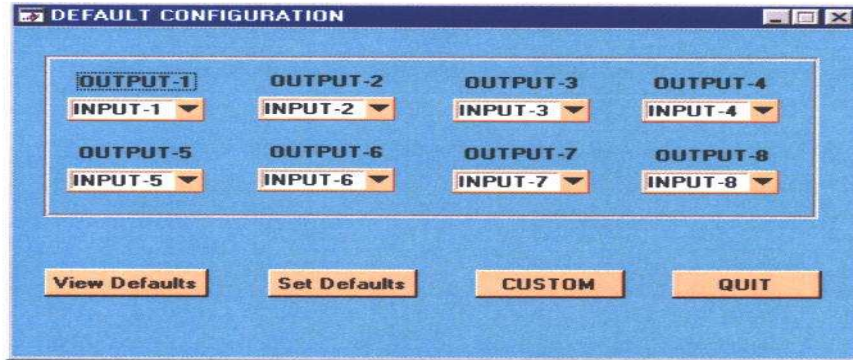 DEFAULT CONFIGURATION
OUTPUT-1 OUTPUT-2 OUTPUT-3 OUTPUT-4
INPUT-1 INPUT-2 INPUT-3 INPUT-4
OUTPUT-5 OUTPUT-6 OUTPUT-7 OUTPUT-8
INPUT-5 INPUT-6 INPUT-7 INPUT-8
View Defaults Set Defaults CUSTOM QUIT